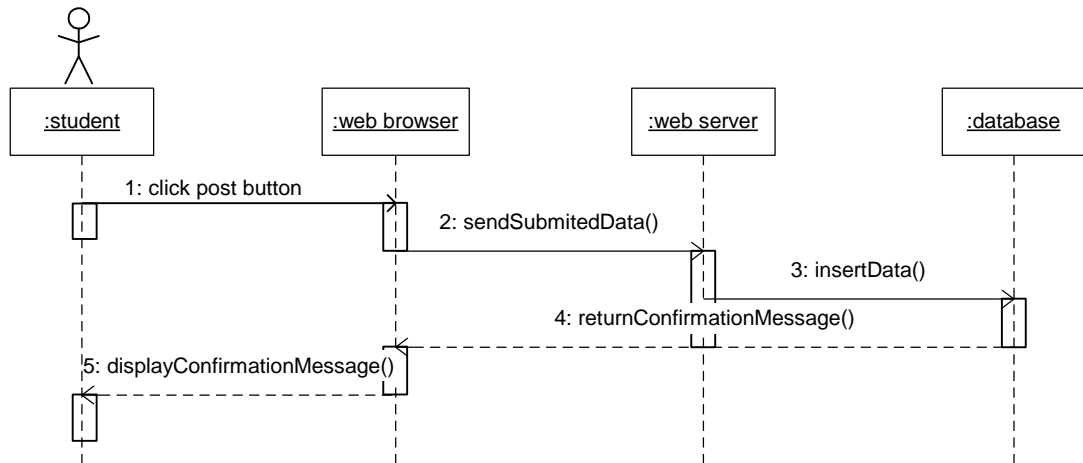 :student
:web browser
:web server
:database
1: click post button
2: sendSubmitedData()
3: insertData()
4: returnConfirmationMessage()
5: displayConfirmationMessage()